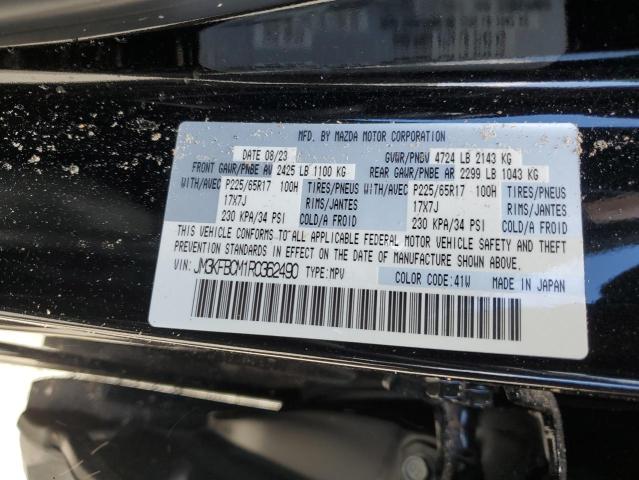 MFD. BY MAZDA MOTOR CORPORATION
DATE 08/23 GVWR/PNBV 4724 LB 2143 KG
FRONT GAWR/PNBE AV 2425 LB 1100 KG REAR GAWR/PNBE AR 2299 LB 1043 KG
WITH/AVEC P225/65R17 100H TIRES/PNEUS WITH/AVEC P225/65R17 100H TIRES/PNEUS
17X7J RIMS/JANTES 17X7J RIMS/JANTES
230 KPA/34 PSI COLD/A FROID 230 KPA/34 PSI COLD/A FROID
THIS VEHICLE CONFORMS TO ALL APPLICABLE FEDERAL MOTOR VEHICLE SAFETY AND THEFT
PREVENTION STANDARDS IN EFFECT ON THE DATE OF MANUFACTURE SHOWN ABOVE.
VIN: JM3KFBCM1R0362490 TYPE: MPV COLOR CODE: 41W MADE IN JAPAN